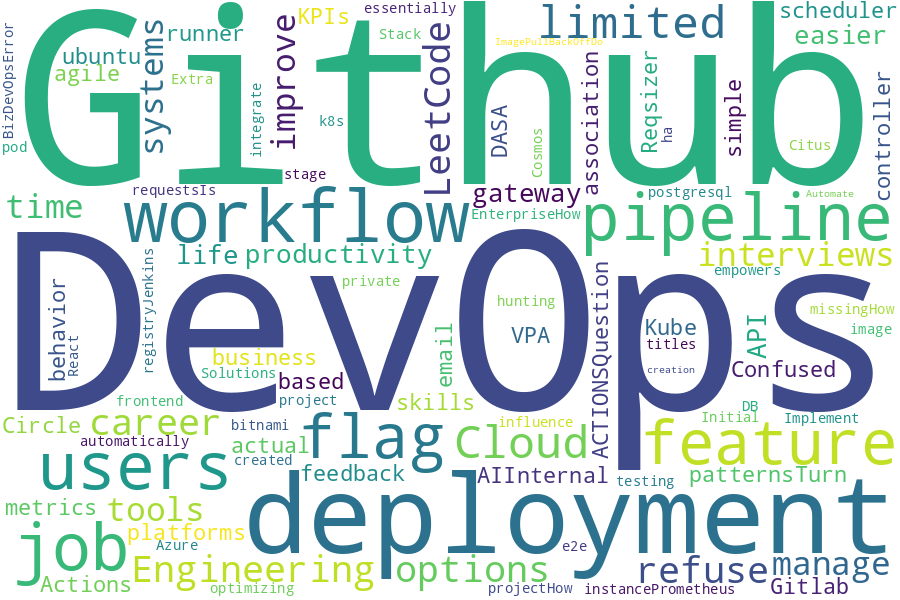 BizDevOpsError
ubuntu
agile
pod
systems
runner
Extra
integrate
improve
KPIs
essentially
Stack
k8s
stage
Github
LeetCode
ImagePullBackOffDo
DASA
Cosmos
limited
association
Reqsizer
ha
simple
scheduler
easier
Citus
controller
Automate
time
requestsIs
workflow
gateway
EnterpriseHow
postgresql
pipeline
life
productivity
interviews
empowers
DevOps
behavior
React
registryJenkins
private
hunting
VPA
email
ACTIONSQuestion
Kube
titles
creation
API
missingHow
image
Confused
business
Solutions
based
project
frontend
skills
Circle
career
bitnami
automatically
actual
created
flag
feedback
influence
Cloud
AIInternal
DB
Initial
Implement
feature
patternsTurn
testing
users
metrics
tools
platforms
Azure
deployment
e2e
job
Actions
Engineering
optimizing
options
projectHow
instancePrometheus
refuse
manage
Gitlab